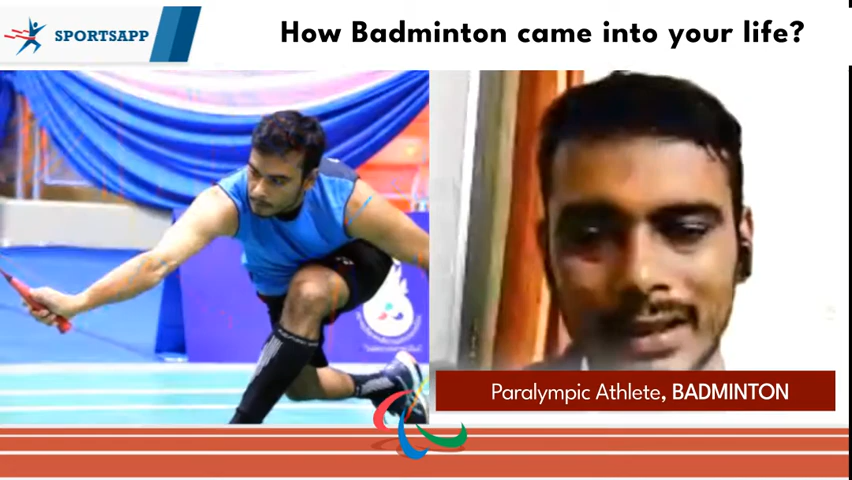 SPORTSAPP
How Badminton came into your life?
Paralympic Athlete, BADMINTON